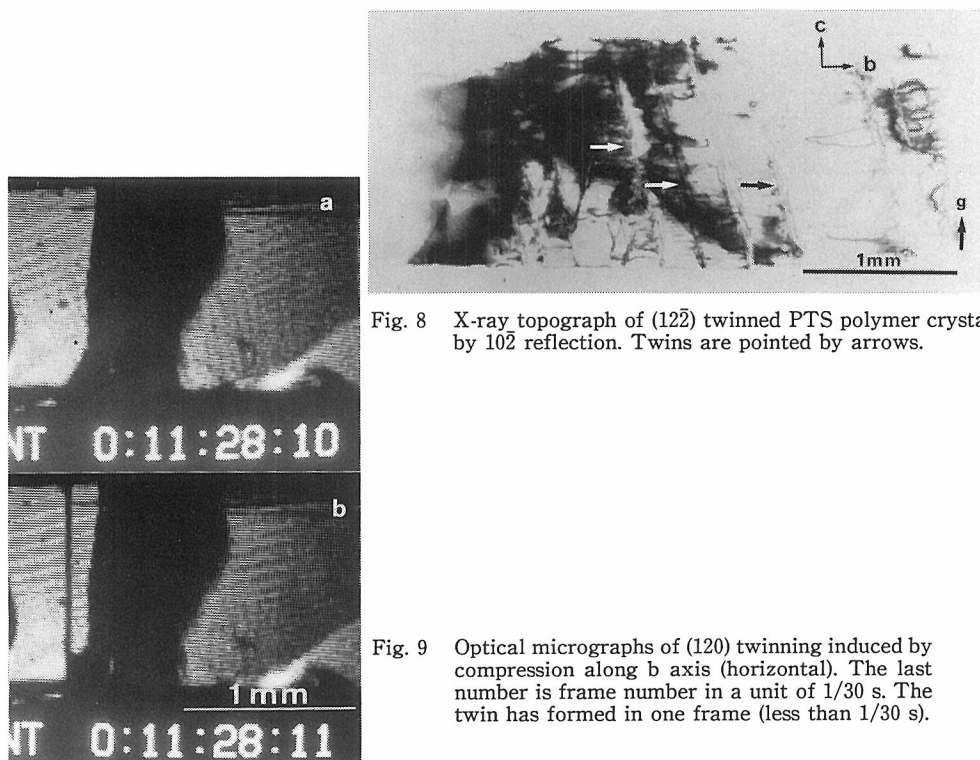 c
b
g
1mm
Fig. 8 X-ray topograph of (12̄2̄) twinned PTS polymer crysta
by 102̄ reflection. Twins are pointed by arrows.
a
NT 0:11:28:10
b
1 mm
NT 0:11:28:11
Fig. 9 Optical micrographs of (120) twinning induced by
compression along b axis (horizontal). The last
number is frame number in a unit of 1/30 s. The
twin has formed in one frame (less than 1/30 s).